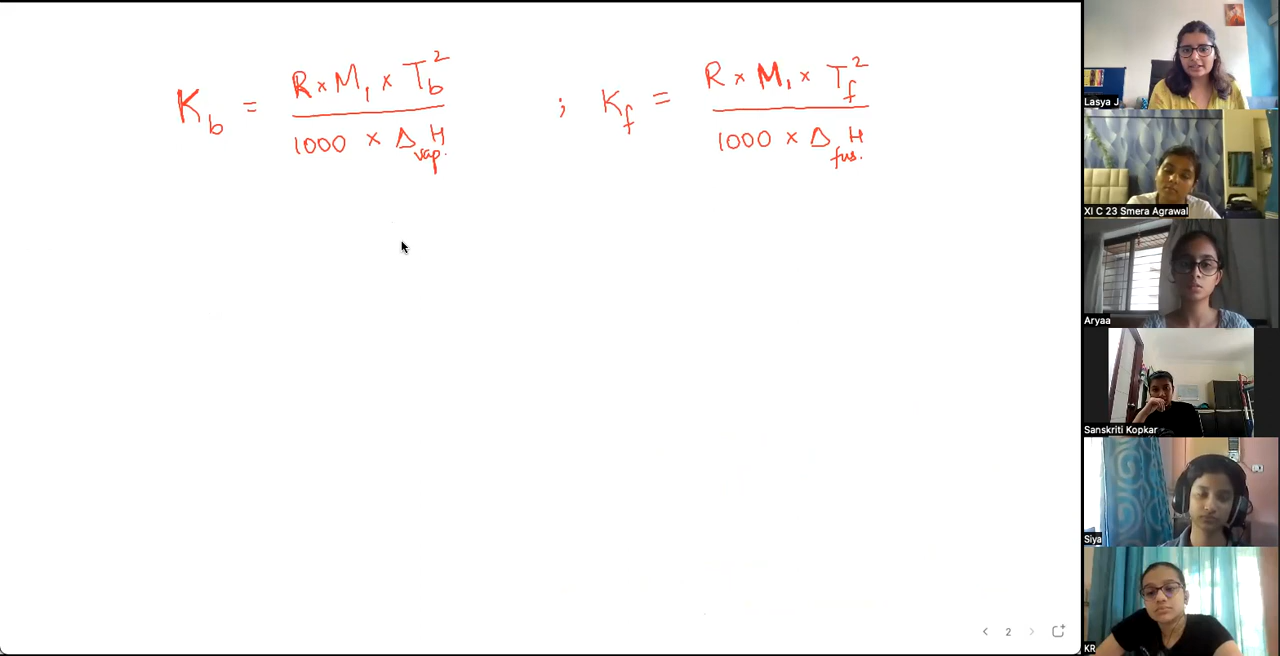 K_b = (R × M₁ × T_b²) / (1000 × Δ_vap. H) ; K_f = (R × M₁ × T_f²) / (1000 × Δ_fus. H)
Lasya J
XI C 23 Smera Agrawal
Aryaa
Sanskriti Kopkar
Siya
KR
< 2 >